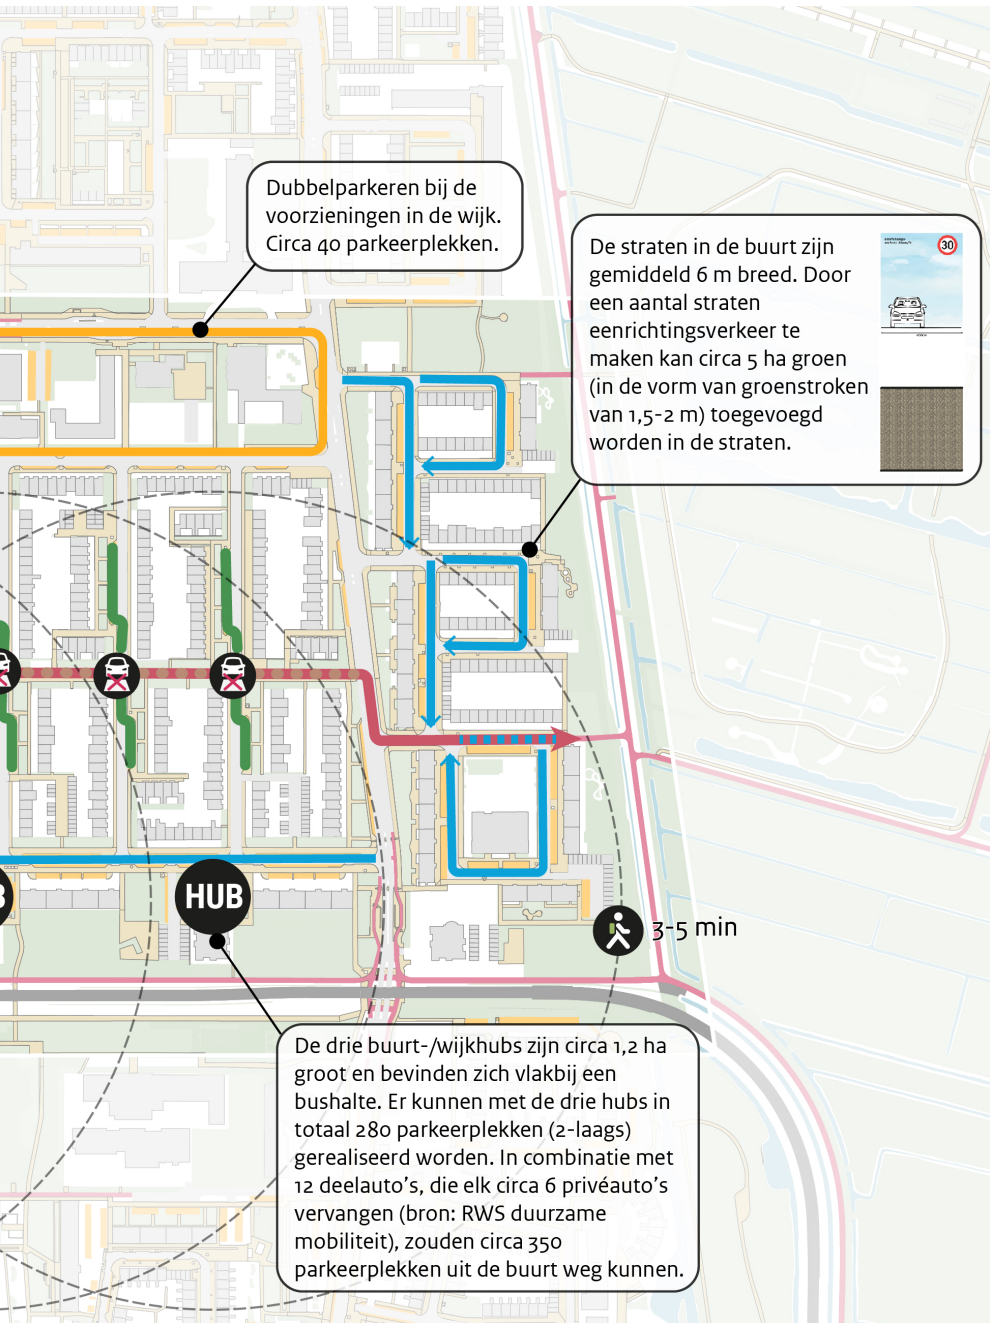 Dubbelparkeren bij de
voorzieningen in de wijk.
Circa 40 parkeerplekken.
De straten in de buurt zijn
gemiddeld 6 m breed. Door
een aantal straten
eenrichtingsverkeer te
maken kan circa 5 ha groen
(in de vorm van groenstroken
van 1,5-2 m) toegevoegd
worden in de straten.
30
HUB
3-5 min
De drie buurt-/wijkhubs zijn circa 1,2 ha
groot en bevinden zich vlakbij een
bushalte. Er kunnen met de drie hubs in
totaal 280 parkeerplekken (2-laags)
gerealiseerd worden. In combinatie met
12 deelauto's, die elk circa 6 privéauto's
vervangen (bron: RWS duurzame
mobiliteit), zouden circa 350
parkeerplekken uit de buurt weg kunnen.